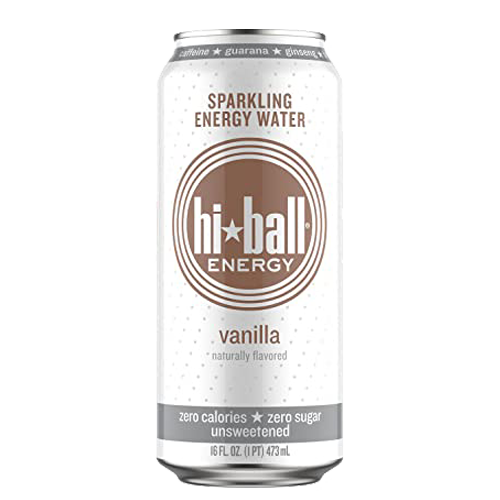 caffeine ★ guarana ★ ginseng ★
SPARKLING
ENERGY WATER
hi★ball®
ENERGY
vanilla
naturally flavored
zero calories ★ zero sugar
unsweetened
16 FL. OZ. (1 PT) 473 mL